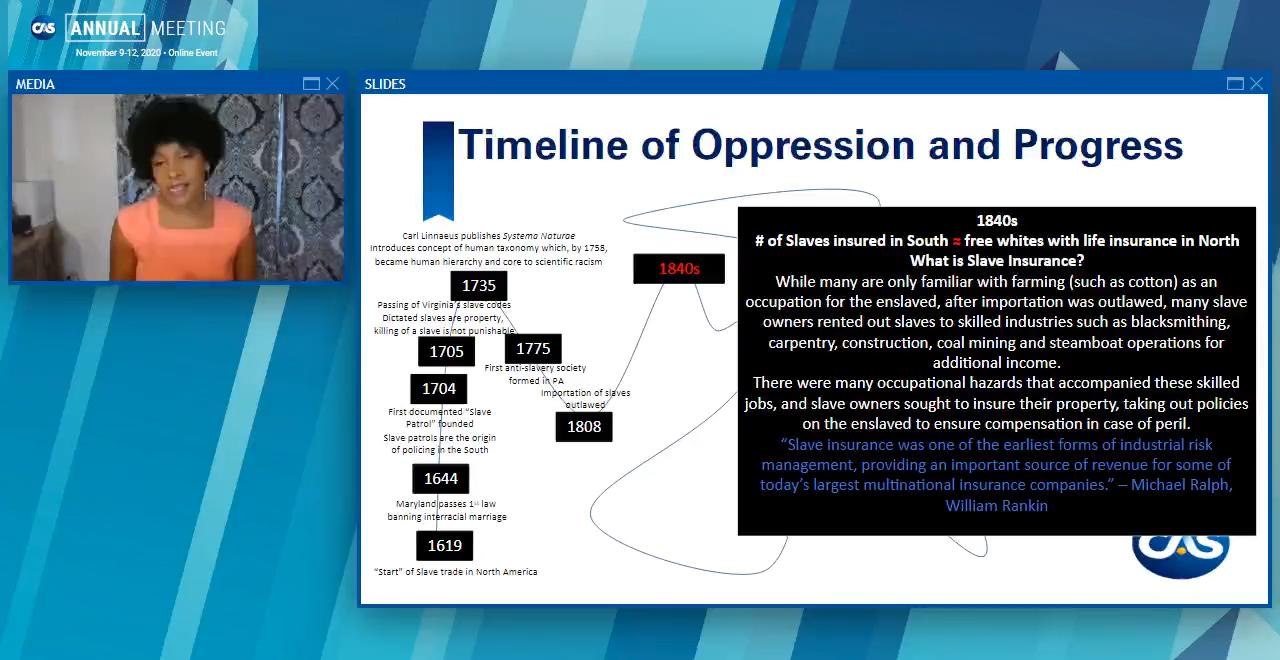 CAS ANNUAL MEETING
November 9-12, 2020 • Online Event
MEDIA
SLIDES
Timeline of Oppression and Progress
Carl Linnaeus publishes Systema Naturae
Introduces concept of human taxonomy which, by 1758,
became human hierarchy and core to scientific racism
1735
Passing of Virginia's slave codes
Dictated slaves are property,
killing of a slave is not punishable
1705
1775
First anti-slavery society
formed in PA
1704
First documented “Slave
Patrol” founded
Slave patrols are the origin
of policing in the South
Importation of slaves
outlawed
1808
1644
Maryland passes 1st law
banning interracial marriage
1619
“Start” of Slave trade in North America
1840s
1840s
# of Slaves insured in South ≈ free whites with life insurance in North
What is Slave Insurance?
While many are only familiar with farming (such as cotton) as an
occupation for the enslaved, after importation was outlawed, many slave
owners rented out slaves to skilled industries such as blacksmithing,
carpentry, construction, coal mining and steamboat operations for
additional income.
There were many occupational hazards that accompanied these skilled
jobs, and slave owners sought to insure their property, taking out policies
on the enslaved to ensure compensation in case of peril.
“Slave insurance was one of the earliest forms of industrial risk
management, providing an important source of revenue for some of
today’s largest multinational insurance companies.” – Michael Ralph,
William Rankin
CAS